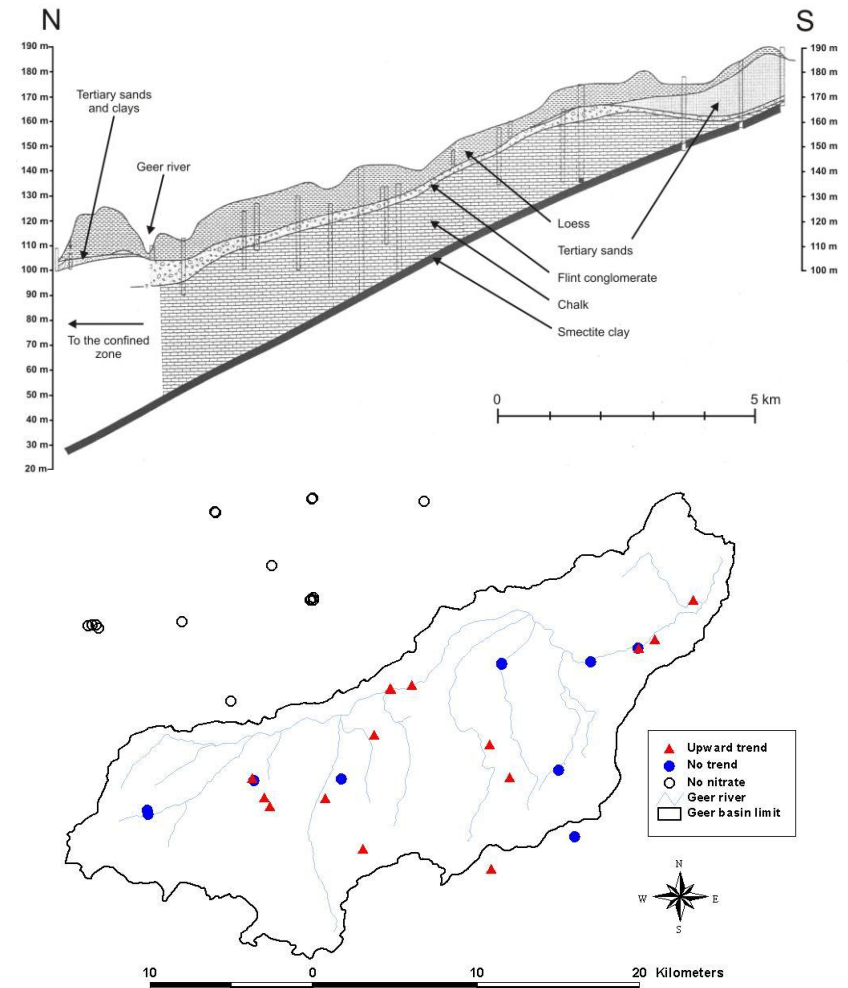 N
S
190 m
180 m
170 m
160 m
150 m
140 m
130 m
120 m
110 m
100 m
90 m
80 m
70 m
60 m
50 m
40 m
30 m
20 m
190 m
180 m
170 m
160 m
150 m
140 m
130 m
120 m
110 m
100 m
Tertiary sands
and clays
Geer river
Loess
Tertiary sands
Flint conglomerate
Chalk
Smectite clay
To the confined
zone
0
5 km
Upward trend
No trend
No nitrate
Geer river
Geer basin limit
N
W
E
S
10
0
10
20
Kilometers